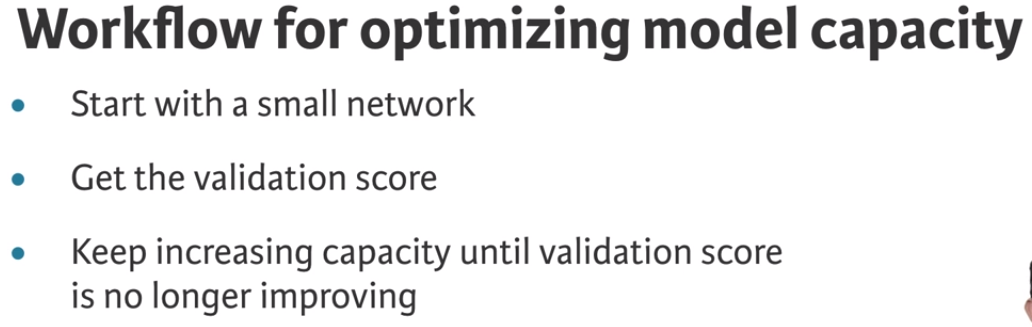 Workflow for optimizing model capacity
• Start with a small network
• Get the validation score
• Keep increasing capacity until validation score
is no longer improving